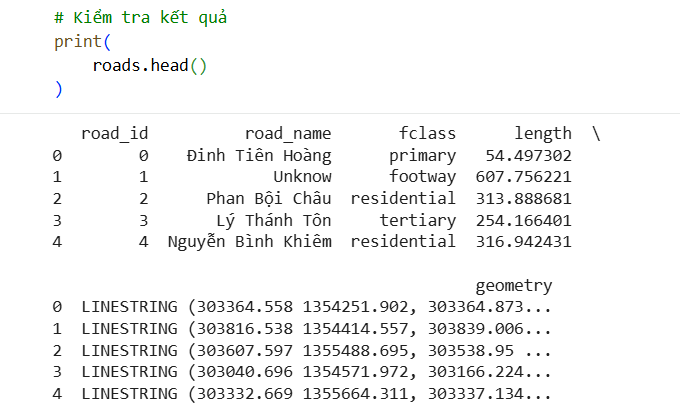 # Kiểm tra kết quả
print(
    roads.head()
)
   road_id          road_name       fclass      length  \
0        0    Đinh Tiên Hoàng      primary   54.497302
1        1             Unknow      footway  607.756221
2        2      Phan Bội Châu  residential  313.888681
3        3       Lý Thánh Tôn     tertiary  254.166401
4        4  Nguyễn Bình Khiêm  residential  316.942431
                                            geometry
0  LINESTRING (303364.558 1354251.902, 303364.873...
1  LINESTRING (303816.538 1354414.557, 303839.006...
2  LINESTRING (303607.597 1355488.695, 303538.95 ...
3  LINESTRING (303040.696 1354571.972, 303166.224...
4  LINESTRING (303332.669 1355664.311, 303337.134...